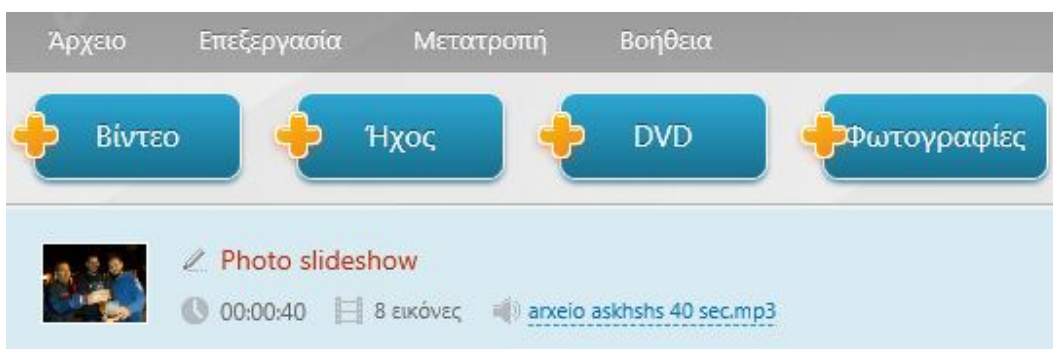 Άρχειο Επεξεργασία Μετατροπή Βοήθεια
Βίντεο Ήχος DVD Φωτογραφίες
Photo slideshow
00:00:40 8 εικόνες arxeio askhshs 40 sec.mp3